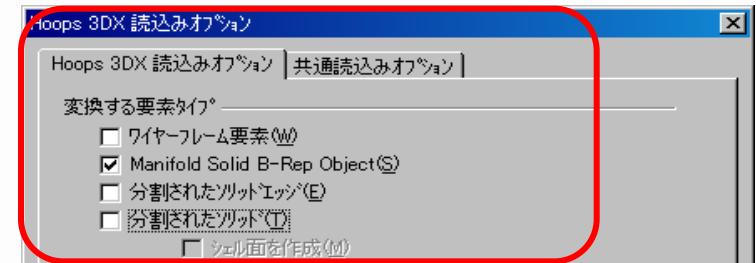 Hoops 3DX 読込みオプション
Hoops 3DX 読込みオプション 共通読込みオプション
変換する要素タイプ
ワイヤーフレーム要素(W)
Manifold Solid B-Rep Object(S)
分割されたソリッドエッジ(E)
分割されたソリッド(T)
シェル面を作成(M)